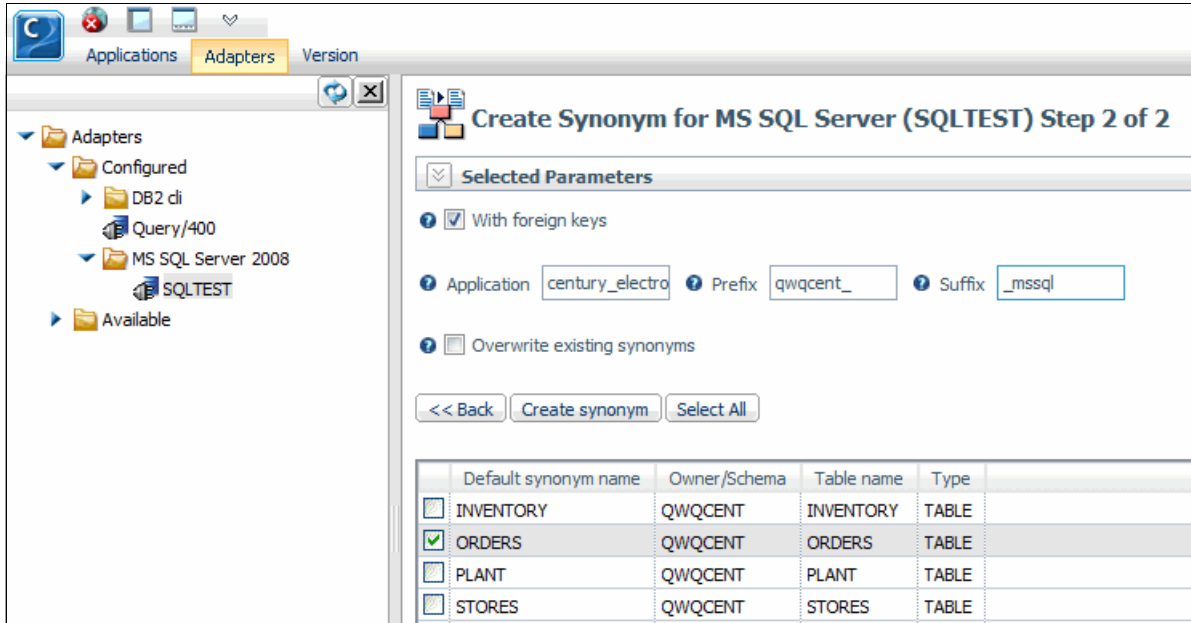 C
Applications Adapters Version
Adapters
Configured
DB2 cli
Query/400
MS SQL Server 2008
SQLTEST
Available
Create Synonym for MS SQL Server (SQLTEST) Step 2 of 2
Selected Parameters
With foreign keys
Application century_electro Prefix qwqcent_ Suffix _mssql
Overwrite existing synonyms
<< Back Create synonym Select All
Default synonym name Owner/Schema Table name Type
INVENTORY QWQCENT INVENTORY TABLE
ORDERS QWQCENT ORDERS TABLE
PLANT QWQCENT PLANT TABLE
STORES QWQCENT STORES TABLE